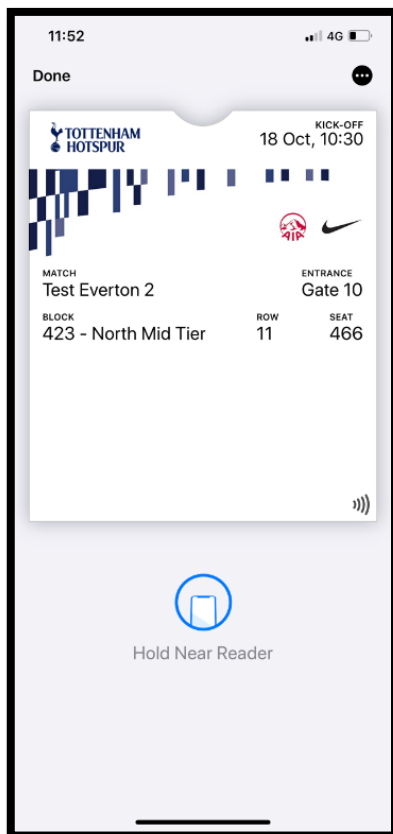 11:52
4G
Done
TOTTENHAM
HOTSPUR
KICK-OFF
18 Oct, 10:30
AIA
MATCH
Test Everton 2
ENTRANCE
Gate 10
BLOCK
423 - North Mid Tier
ROW
11
SEAT
466
Hold Near Reader